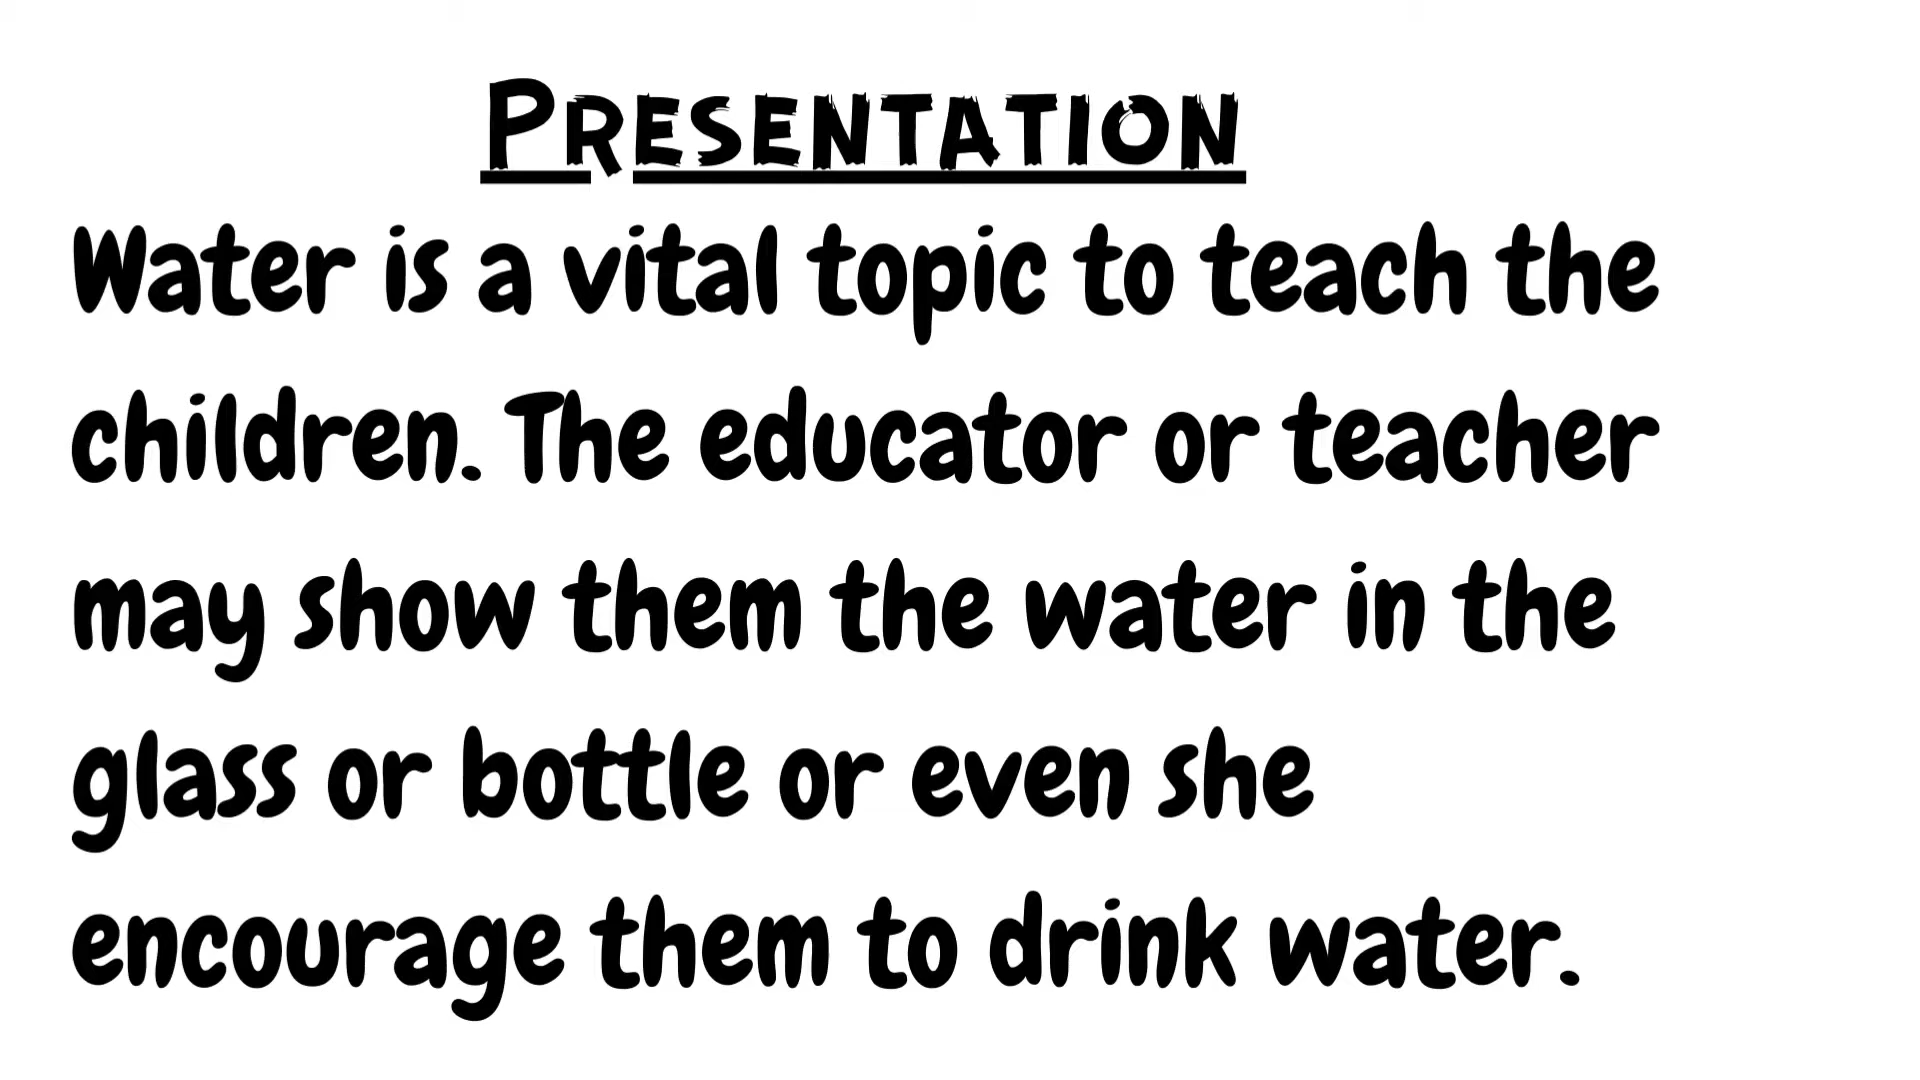 Presentation
Water is a vital topic to teach the
children. The educator or teacher
may show them the water in the
glass or bottle or even she
encourage them to drink water.